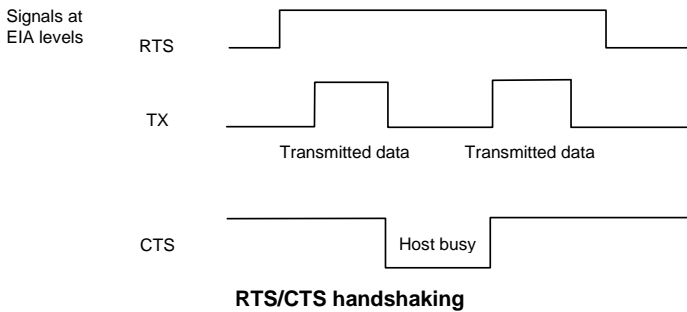 Signals at
EIA levels
RTS
TX
Transmitted data Transmitted data
CTS
Host busy
RTS/CTS handshaking